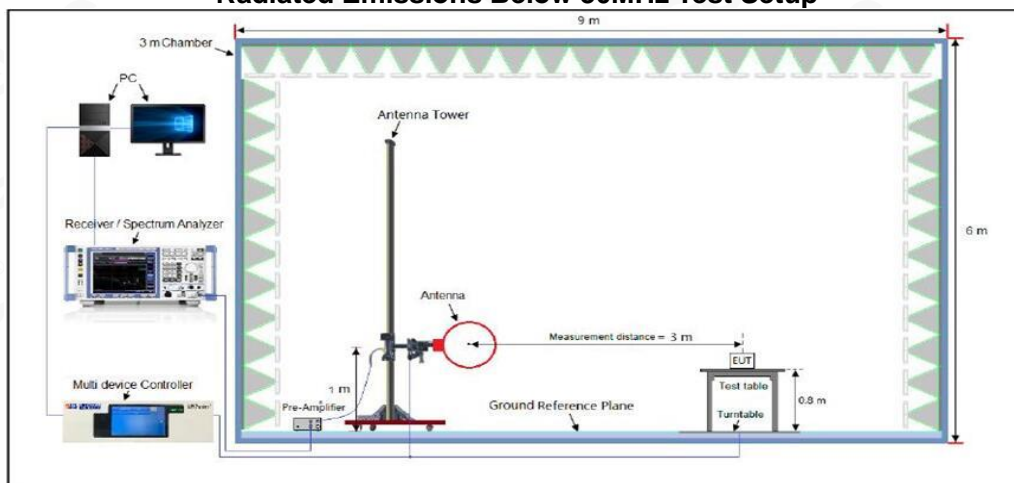 Radiated Emissions Below 30MHz Test Setup
9 m
3 m Chamber
PC
Antenna Tower
Receiver / Spectrum Analyzer
6 m
Antenna
Measurement distance = 3 m
EUT
Multi device Controller
1 m
Test table
0.8 m
Pre-Amplifier
Ground Reference Plane
Turntable